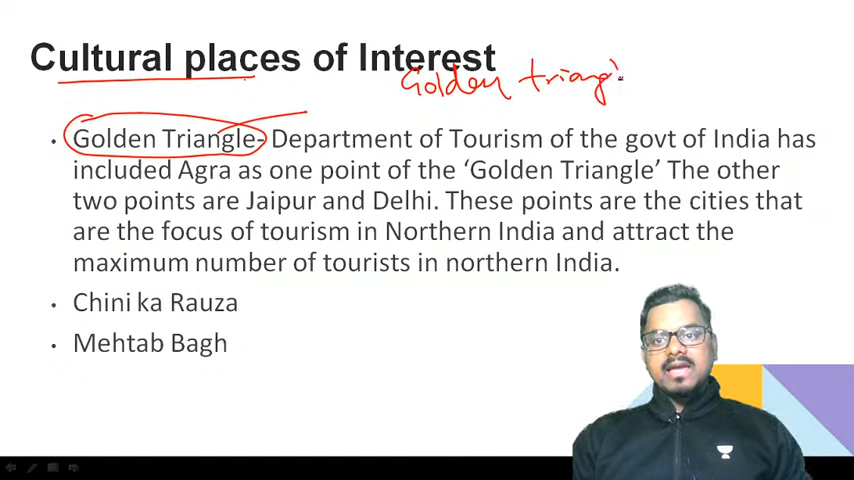 Cultural places of Interest
Golden triang
• Golden Triangle- Department of Tourism of the govt of India has
included Agra as one point of the ‘Golden Triangle’ The other
two points are Jaipur and Delhi. These points are the cities that
are the focus of tourism in Northern India and attract the
maximum number of tourists in northern India.
• Chini ka Rauza
• Mehtab Bagh